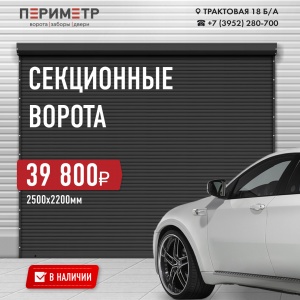 ПЕРИМЕТР
ворота|заборы|двери
ТРАКТОВАЯ 18 Б/А
+7 (3952) 280-700
СЕКЦИОННЫЕ
ВОРОТА
39 800₽
2500х2200мм
В НАЛИЧИИ